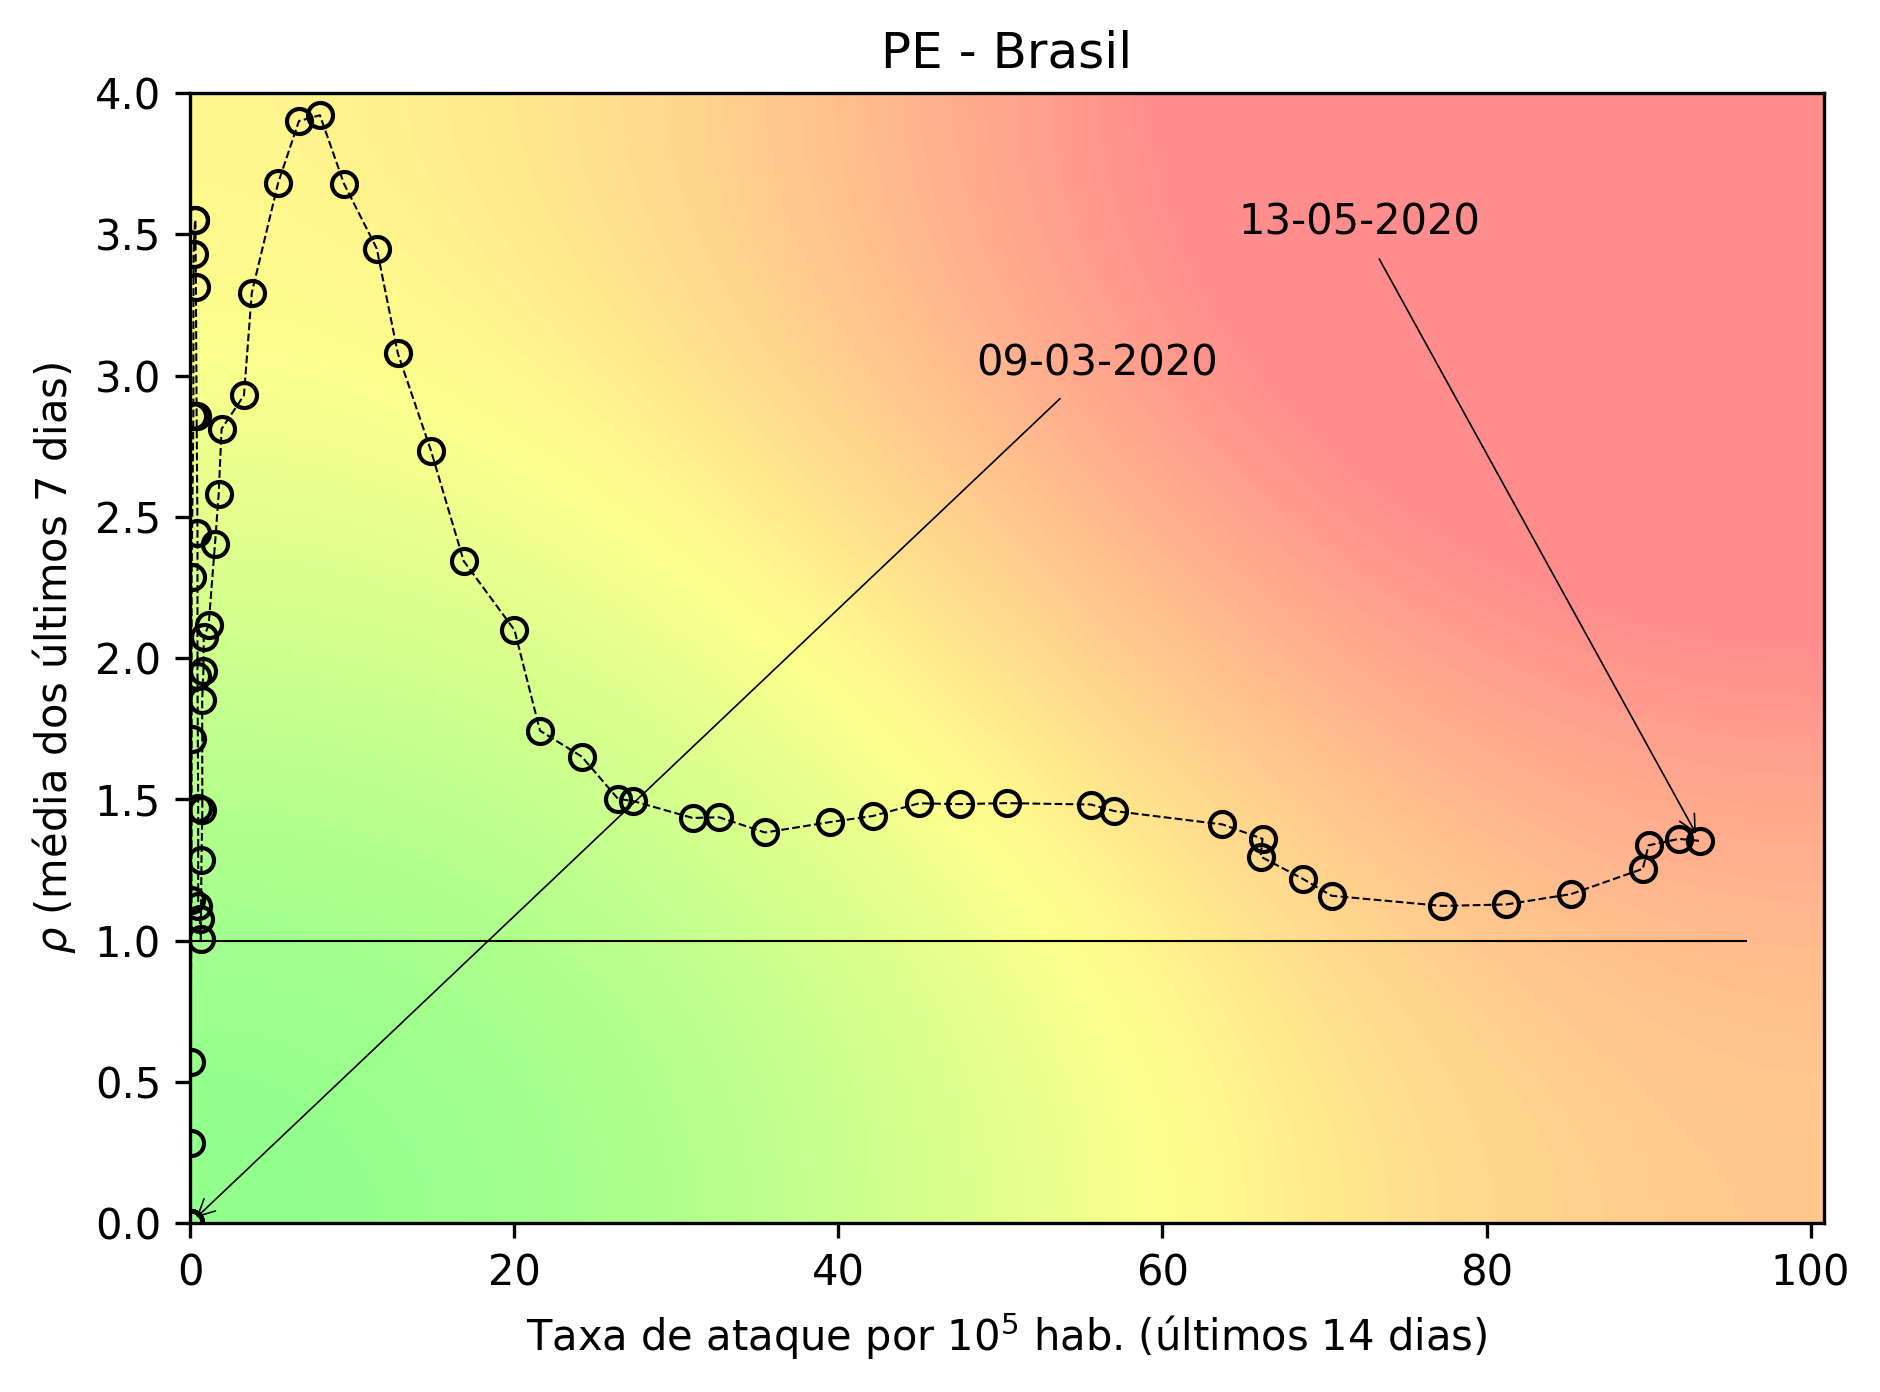 PE - Brasil
4.0
3.5
3.0
2.5
2.0
1.5
1.0
0.5
0.0
ρ (média dos últimos 7 dias)
13-05-2020
09-03-2020
0 20 40 60 80 100
Taxa de ataque por 10⁵ hab. (últimos 14 dias)